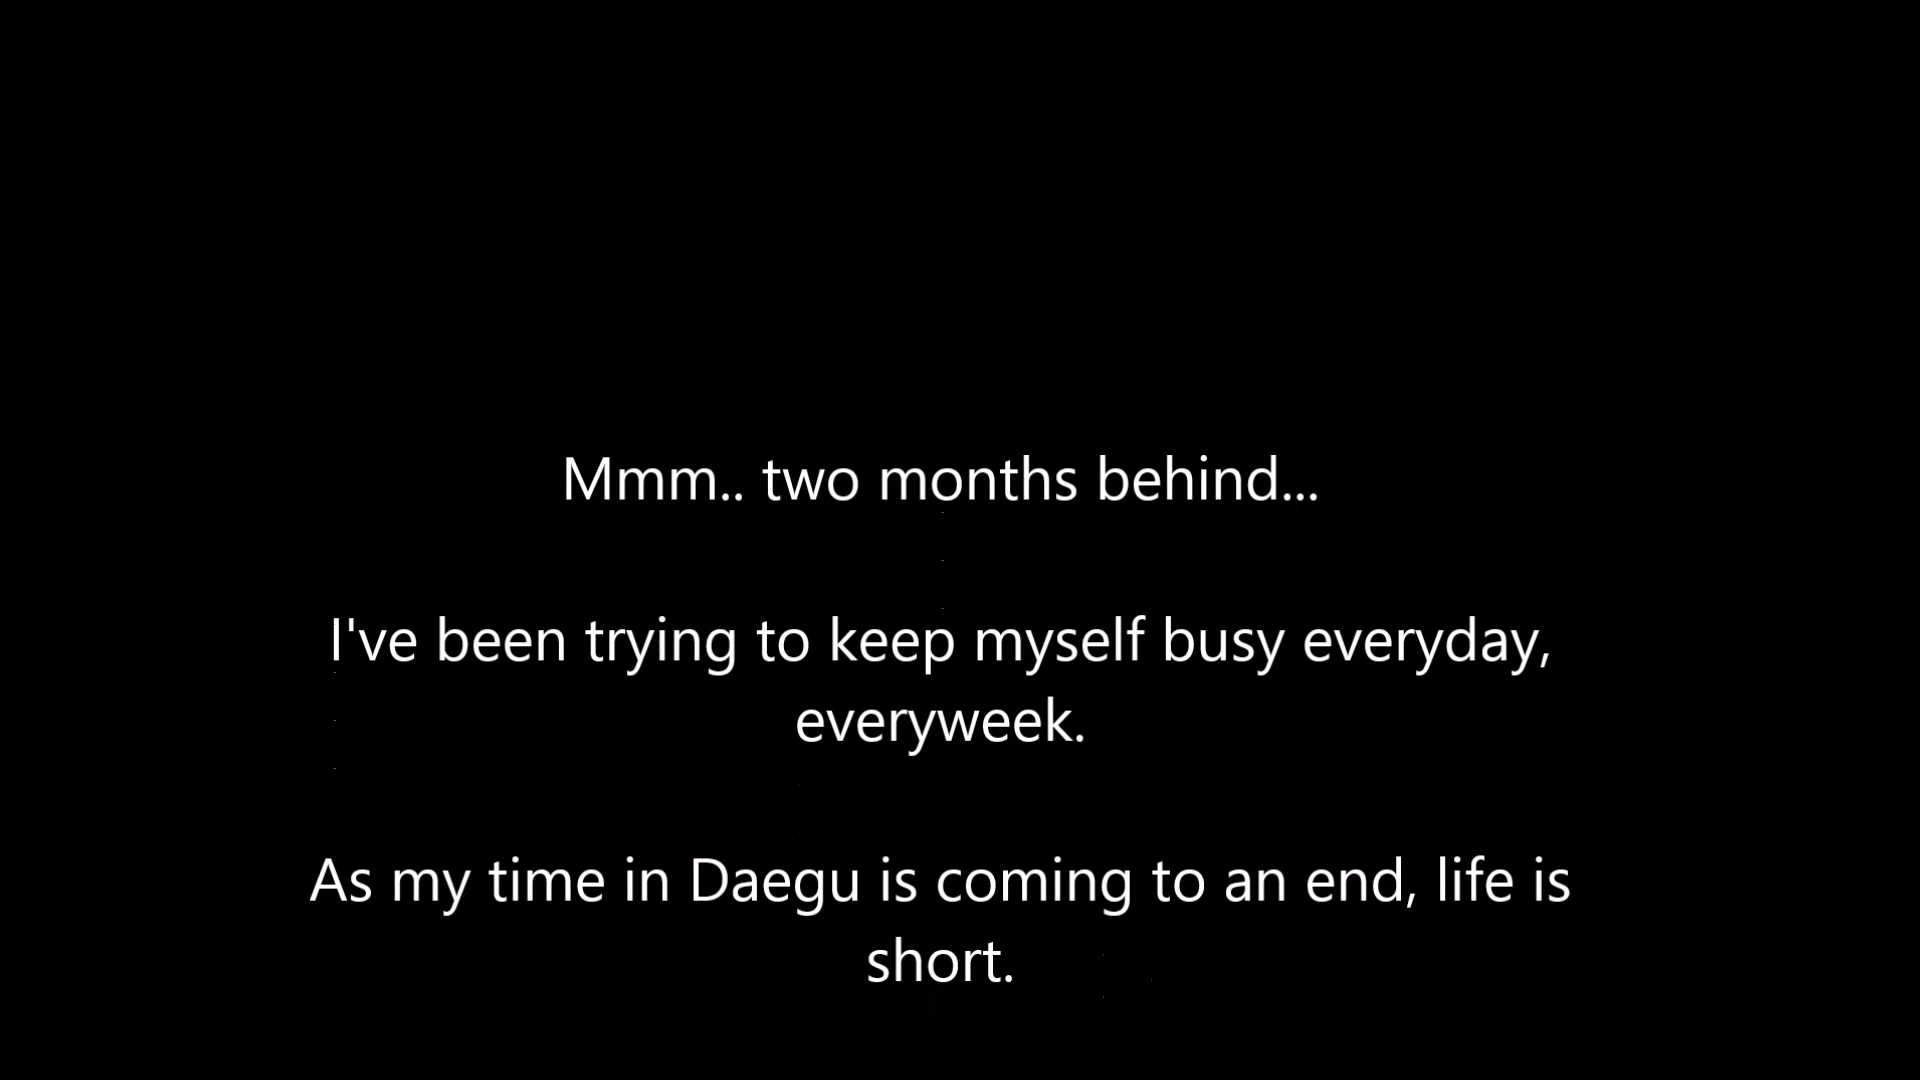 Mmm.. two months behind...
I've been trying to keep myself busy everyday,
everyweek.
As my time in Daegu is coming to an end, life is
short.